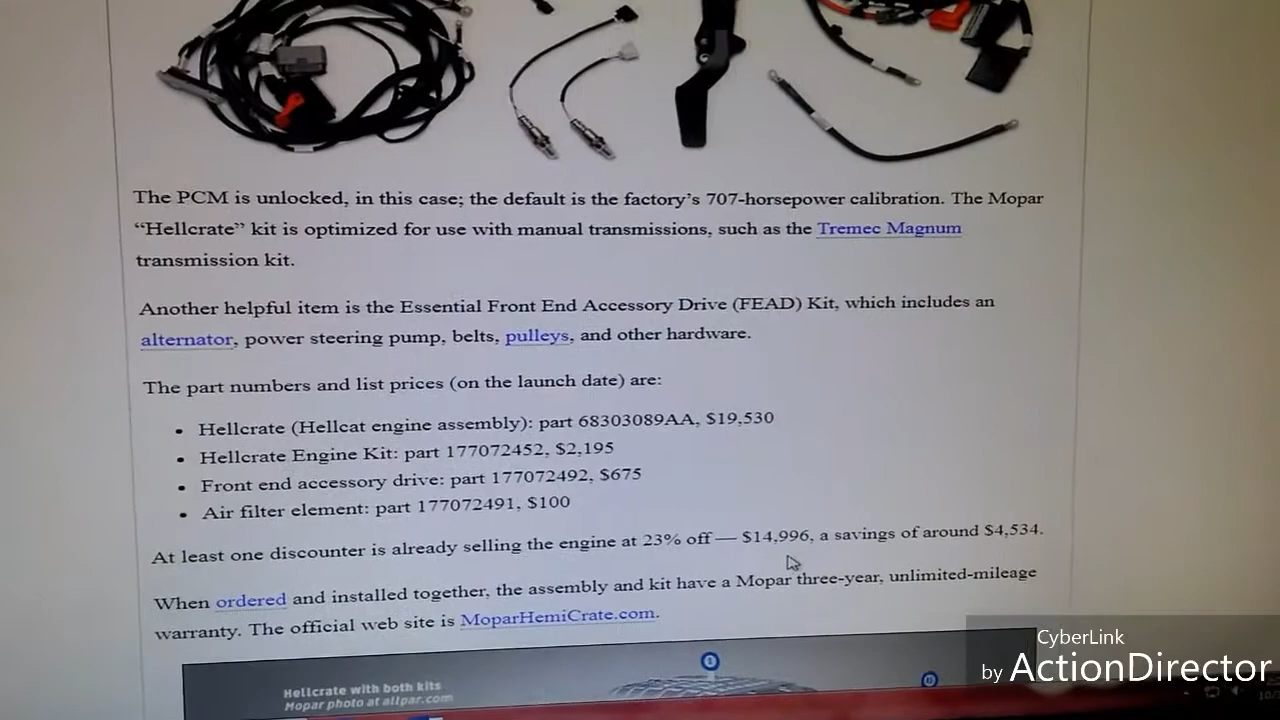 The PCM is unlocked, in this case; the default is the factory's 707-horsepower calibration. The Mopar
“Hellcrate” kit is optimized for use with manual transmissions, such as the Tremec Magnum
transmission kit.
Another helpful item is the Essential Front End Accessory Drive (FEAD) Kit, which includes an
alternator, power steering pump, belts, pulleys, and other hardware.
The part numbers and list prices (on the launch date) are:
• Hellcrate (Hellcat engine assembly): part 68303089AA, $19,530
• Hellcrate Engine Kit: part 177072452, $2,195
• Front end accessory drive: part 177072492, $675
• Air filter element: part 177072491, $100
At least one discounter is already selling the engine at 23% off — $14,996, a savings of around $4,534.
When ordered and installed together, the assembly and kit have a Mopar three-year, unlimited-mileage
warranty. The official web site is MoparHemiCrate.com.
Hellcrate with both kits
Mopar photo at allpar.com
CyberLink
by ActionDirector